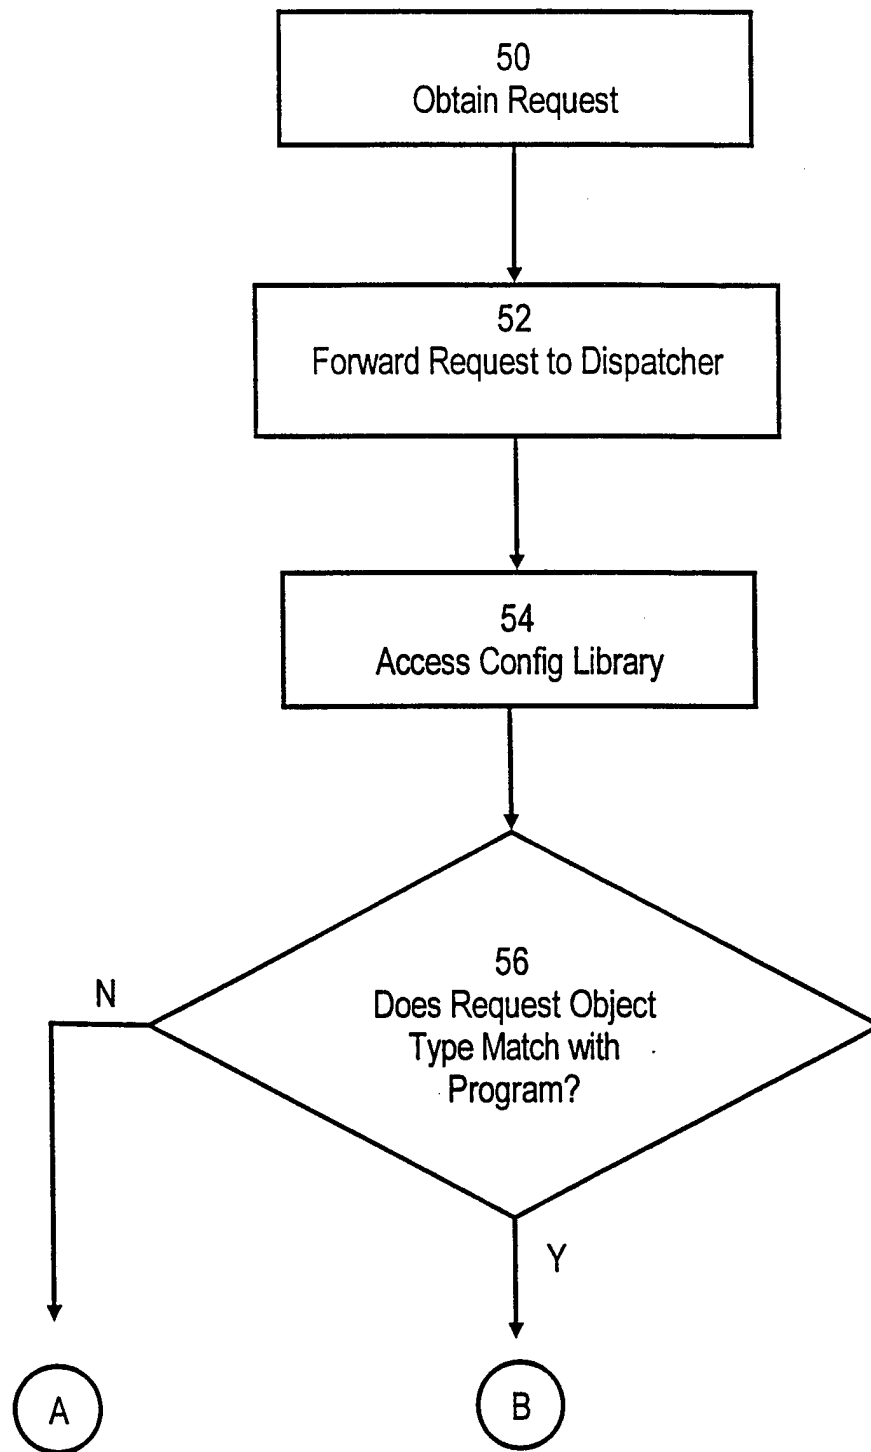 50
Obtain Request
52
Forward Request to Dispatcher
54
Access Config Library
56
Does Request Object
Type Match with
Program?
N
Y
A
B